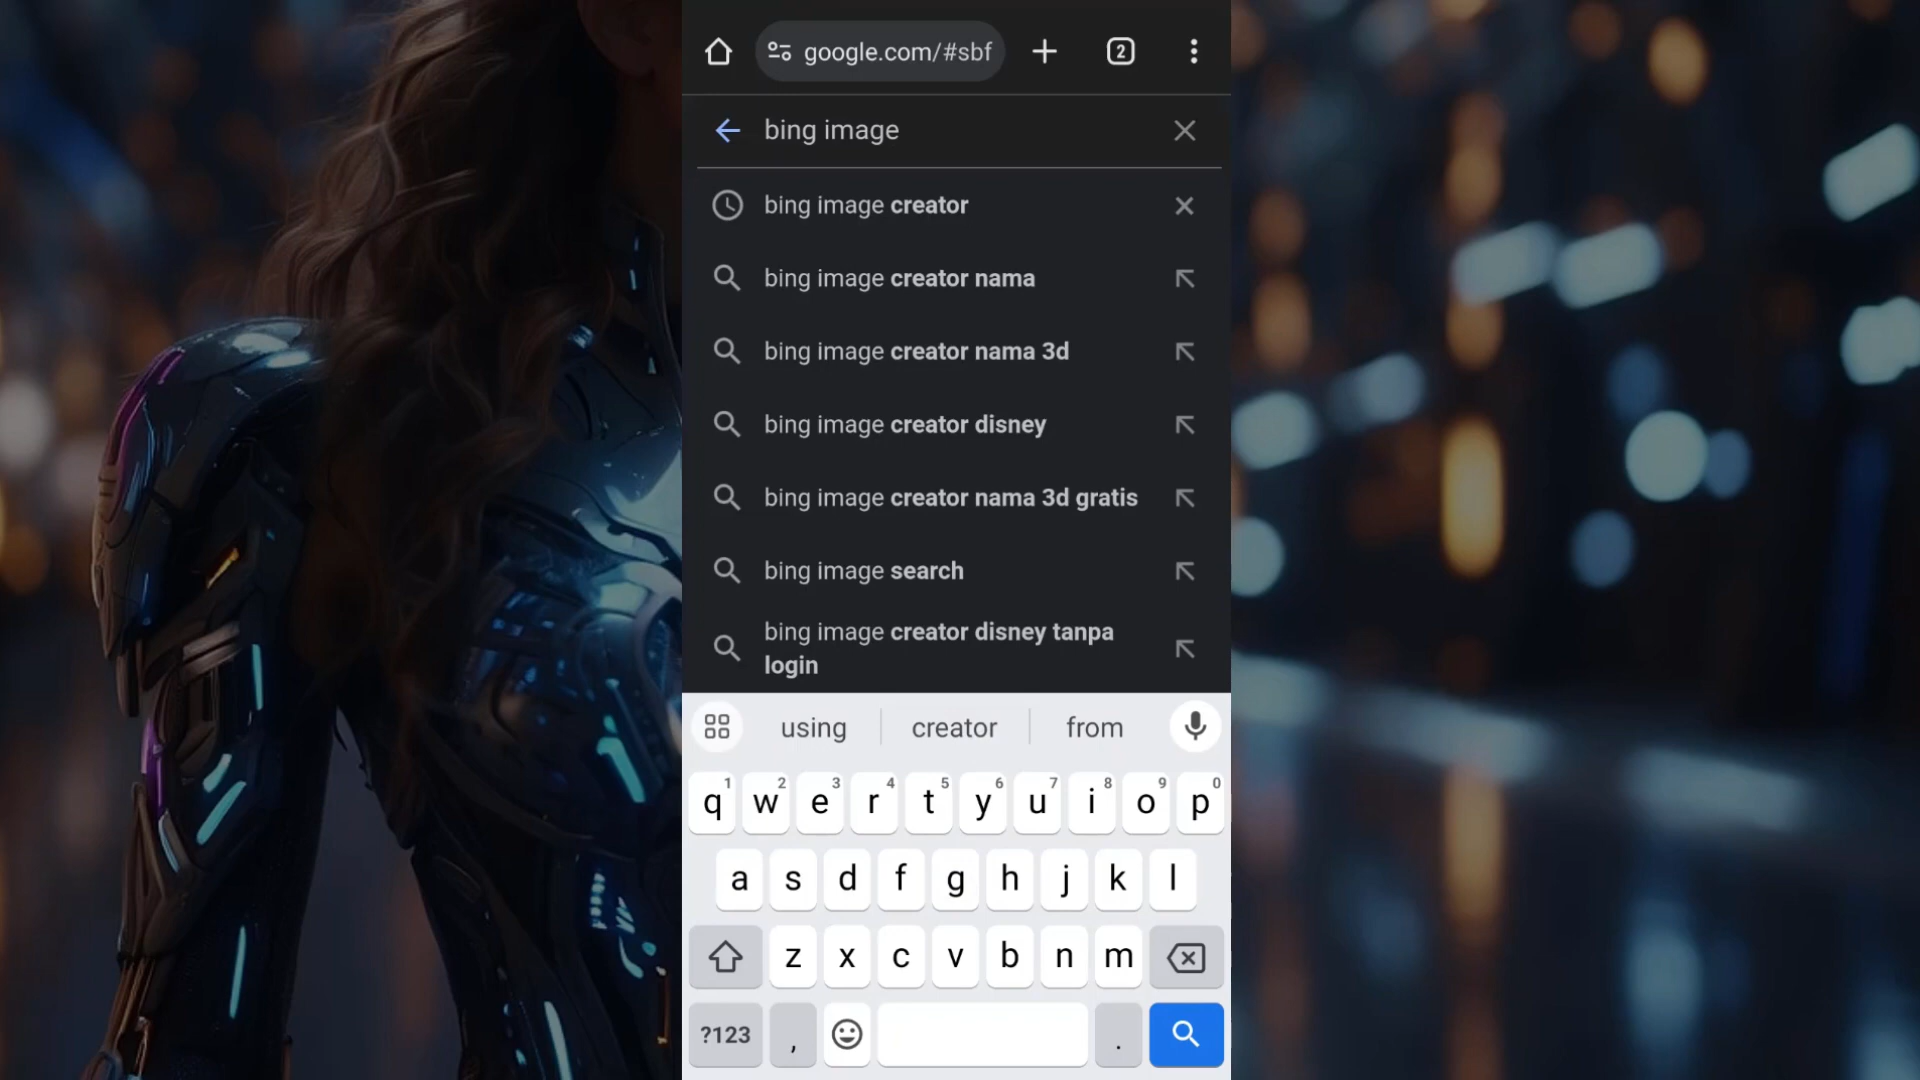 google.com/#sbf
2
bing image
bing image creator
bing image creator nama
bing image creator nama 3d
bing image creator disney
bing image creator nama 3d gratis
bing image search
bing image creator disney tanpa
login
using creator from
1 2 3 4 5 6 7 8 9 0
q w e r t y u i o p
a s d f g h j k l
z x c v b n m
?123 , .